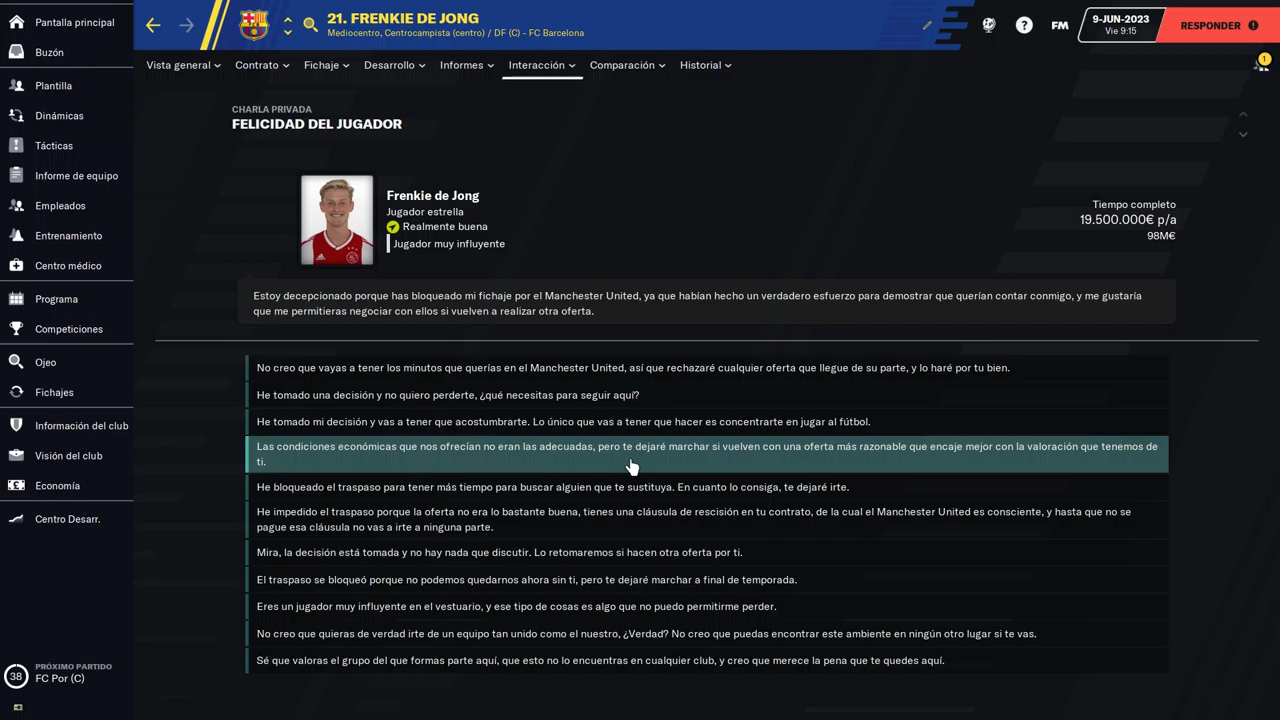 Pantalla principal
Buzón
Plantilla
Dinámicas
Tácticas
Informe de equipo
Empleados
Entrenamiento
Centro médico
Programa
Competiciones
Ojeo
Fichajes
Información del club
Visión del club
Economía
Centro Desarr.
38
PRÓXIMO PARTIDO
FC Por (C)
21. FRENKIE DE JONG
Mediocentro, Centrocampista (centro) / DF (C) - FC Barcelona
FM
9-JUN-2023
Vie 9:15
RESPONDER
Vista general
Contrato
Fichaje
Desarrollo
Informes
Interacción
Comparación
Historial
1
CHARLA PRIVADA
FELICIDAD DEL JUGADOR
Frenkie de Jong
Jugador estrella
Realmente buena
Jugador muy influyente
Tiempo completo
19.500.000€ p/a
98M€
Estoy decepcionado porque has bloqueado mi fichaje por el Manchester United, ya que habían hecho un verdadero esfuerzo para demostrar que querían contar conmigo, y me gustaría
que me permitieras negociar con ellos si vuelven a realizar otra oferta.
No creo que vayas a tener los minutos que querías en el Manchester United, así que rechazaré cualquier oferta que llegue de su parte, y lo haré por tu bien.
He tomado una decisión y no quiero perderte, ¿qué necesitas para seguir aquí?
He tomado mi decisión y vas a tener que acostumbrarte. Lo único que vas a tener que hacer es concentrarte en jugar al fútbol.
Las condiciones económicas que nos ofrecían no eran las adecuadas, pero te dejaré marchar si vuelven con una oferta más razonable que encaje mejor con la valoración que tenemos de
ti.
He bloqueado el traspaso para tener más tiempo para buscar alguien que te sustituya. En cuanto lo consiga, te dejaré irte.
He impedido el traspaso porque la oferta no era lo bastante buena, tienes una cláusula de rescisión en tu contrato, de la cual el Manchester United es consciente, y hasta que no se
pague esa cláusula no vas a irte a ninguna parte.
Mira, la decisión está tomada y no hay nada que discutir. Lo retomaremos si hacen otra oferta por ti.
El traspaso se bloqueó porque no podemos quedarnos ahora sin ti, pero te dejaré marchar a final de temporada.
Eres un jugador muy influyente en el vestuario, y ese tipo de cosas es algo que no puedo permitirme perder.
No creo que quieras de verdad irte de un equipo tan unido como el nuestro, ¿Verdad? No creo que puedas encontrar este ambiente en ningún otro lugar si te vas.
Sé que valoras el grupo del que formas parte aquí, que esto no lo encuentras en cualquier club, y creo que merece la pena que te quedes aquí.